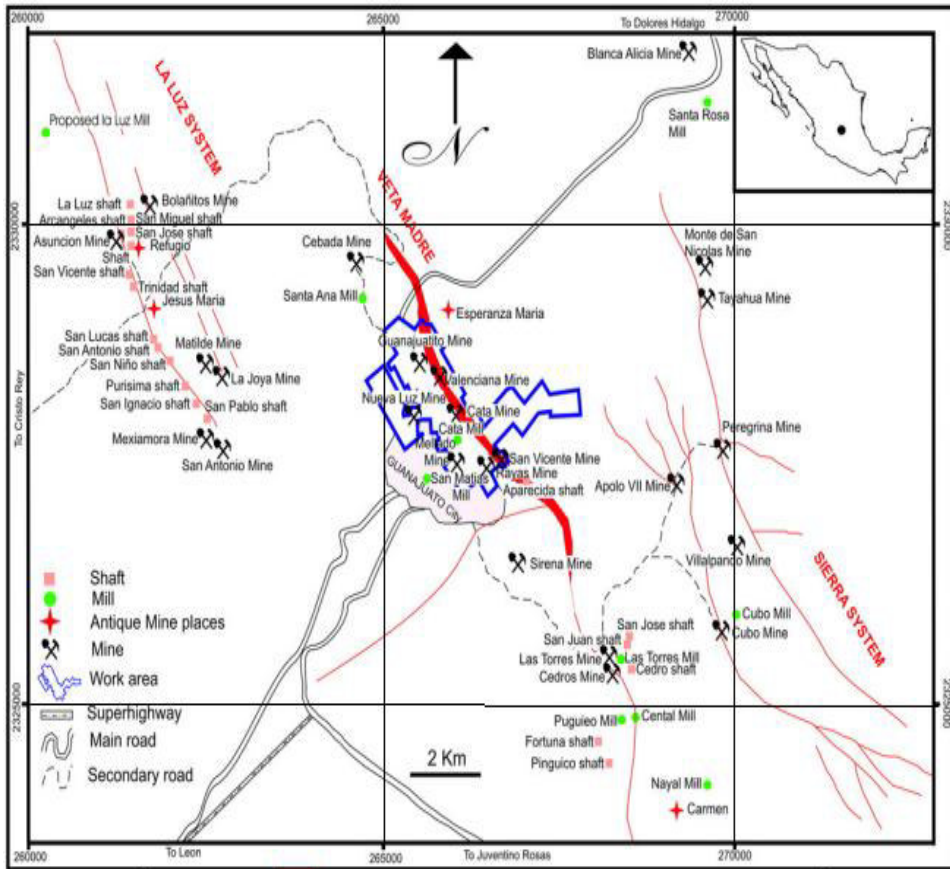 260000
265000
270000
To Dolores Hidalgo
Blanca Alicia Mine
LA LUZ SYSTEM
Proposed la Luz Mill
Santa Rosa
Mill
N
VETA MADRE
La Luz shaft
Bolañitos Mine
Arcangeles shaft
San Miguel shaft
2330000
2330000
San Jose shaft
Asuncion Mine
Refugio
Shaft
Cebada Mine
Monte de San
Nicolas Mine
San Vicente shaft
Trinidad shaft
Santa Ana Mill
Tayahua Mine
Jesus Maria
Esperanza Maria
San Lucas shaft
Matilde Mine
Guanajuatito Mine
San Antonio shaft
San Niño shaft
La Joya Mine
Valenciana Mine
Purisima shaft
Nueva Luz Mine
San Ignacio shaft
San Pablo shaft
Cata Mine
Cata Mill
To Cristo Rey
Mexiamora Mine
Mellado
Mine
Peregrina Mine
San Antonio Mine
San Vicente Mine
Rayas Mine
San Matias
Mill
Aparecida shaft
Apolo VII Mine
GUANAJUATO City
Sirena Mine
Villalpando Mine
SIERRA SYSTEM
Shaft
Mill
Antique Mine places
Mine
Work area
Superhighway
Main road
Secondary road
San Jose shaft
San Juan shaft
Cubo Mill
Cubo Mine
Las Torres Mine
Las Torres Mill
Cedros Mine
Cedro shaft
2325000
2325000
Puguieo Mill
Cental Mill
Fortuna shaft
2 Km
Pinguico shaft
Nayal Mill
Carmen
260000
To Leon
265000
To Juventino Rosas
270000